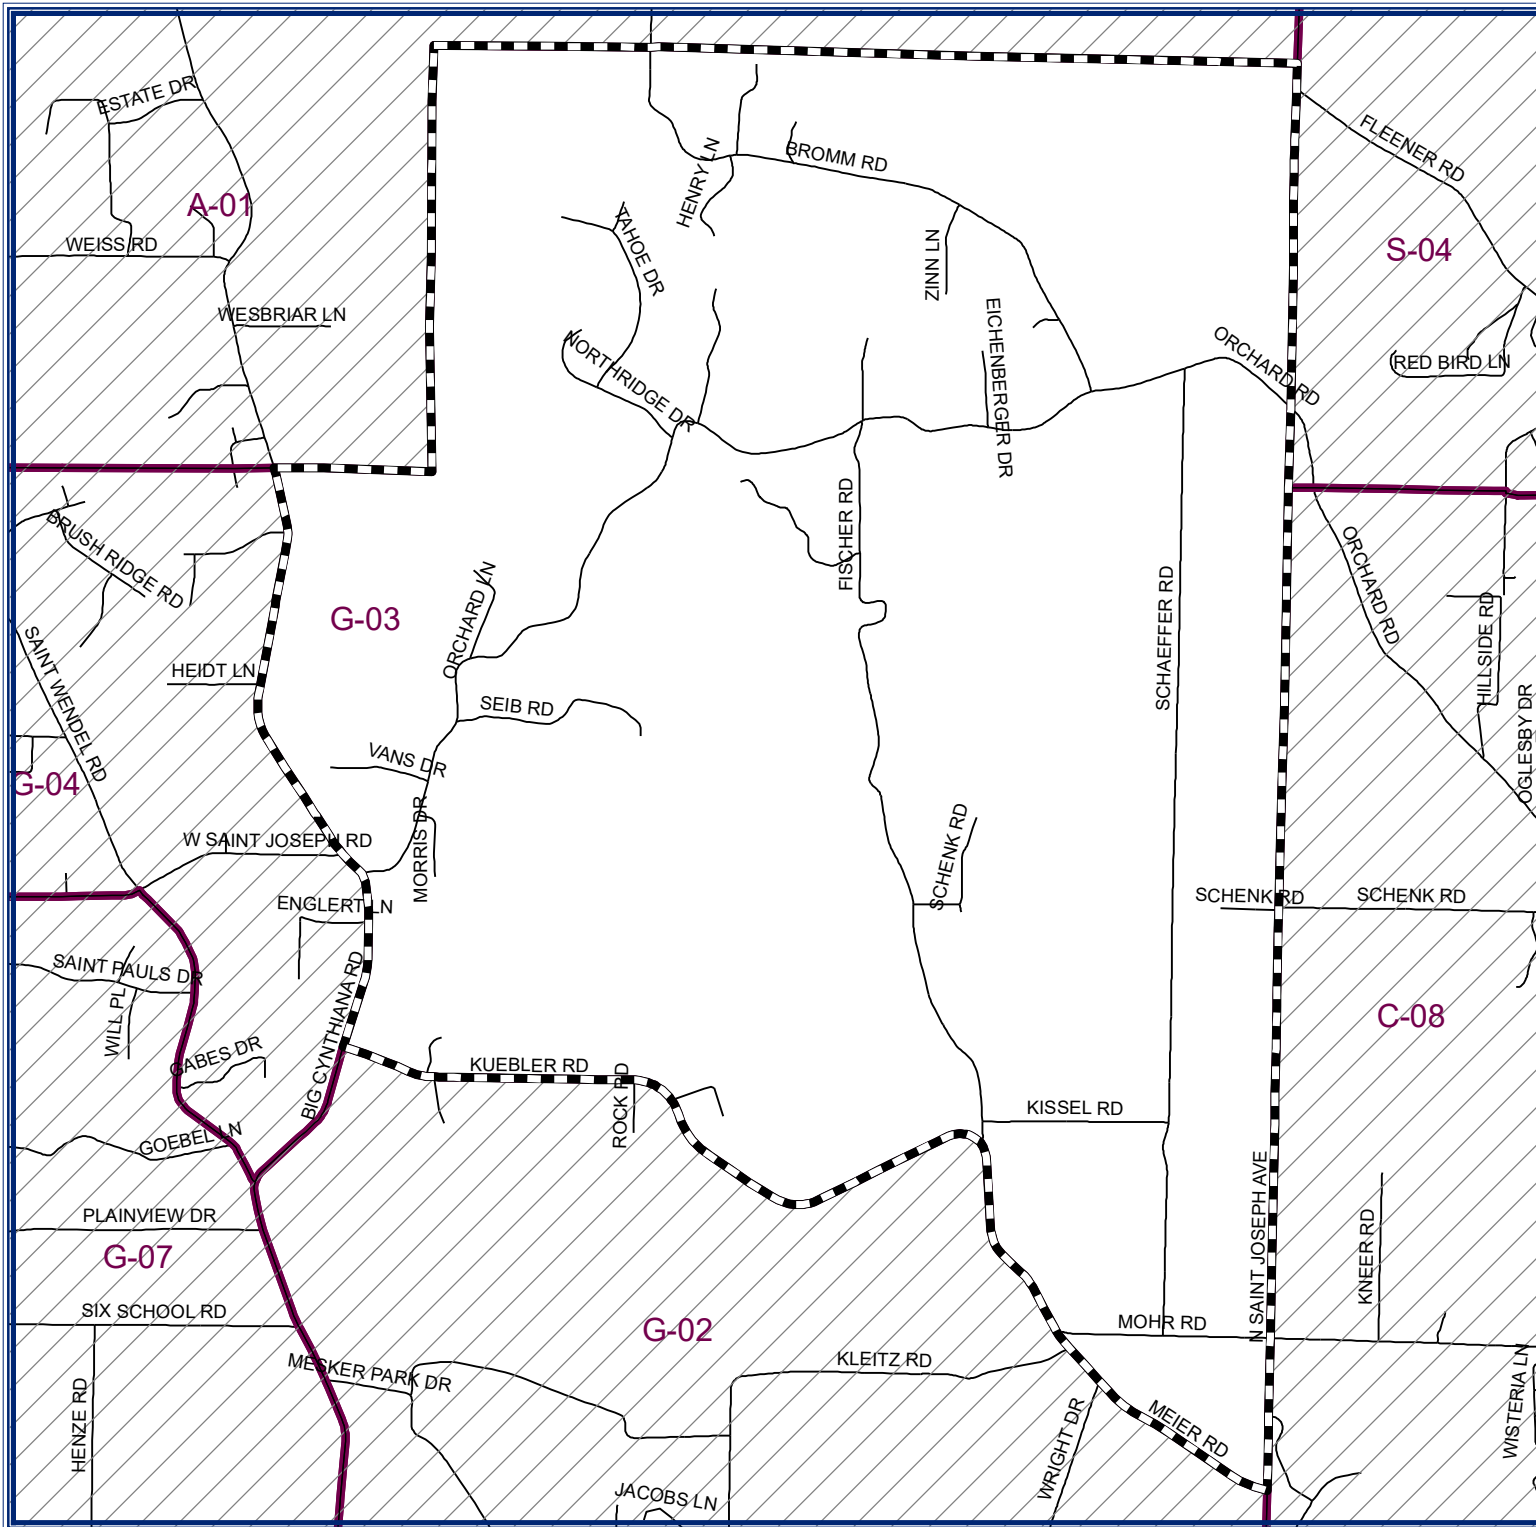 ESTATE DR
FLEENER RD
BROMM RD
HENRY LN
A-01
TAHOE DR
WEISS RD
ZINN LN
S-04
WESBRIAR LN
EICHENBERGER DR
NORTHRIDGE DR
ORCHARD RD
RED BIRD LN
FISCHER RD
BRUSH RIDGE RD
ORCHARD RD
G-03
ORCHARD LN
SCHAEFFER RD
HILLSIDE RD
HEIDT LN
SAINT WENDEL RD
SEIB RD
OGLESBY DR
VANS DR
G-04
MORRIS DR
W SAINT JOSEPH RD
SCHENK RD
ENGLERT LN
SCHENK RD
SCHENK RD
SAINT PAULS DR
WILL PL
BIG CYNTHIANA RD
C-08
GABES DR
KUEBLER RD
ROCK RD
KISSEL RD
GOEBEL LN
PLAINVIEW DR
N SAINT JOSEPH AVE
KNEER RD
G-07
SIX SCHOOL RD
G-02
MOHR RD
MESKER PARK DR
KLEITZ RD
HENZE RD
WISTERIA LN
MEIER RD
WRIGHT DR
JACOBS LN